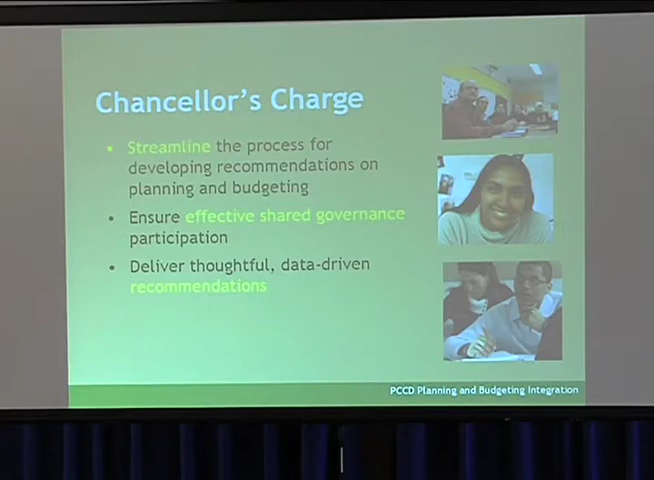 Chancellor's Charge
• Streamline the process for
developing recommendations on
planning and budgeting
• Ensure effective shared governance
participation
• Deliver thoughtful, data-driven
recommendations
PCCD Planning and Budgeting Integration